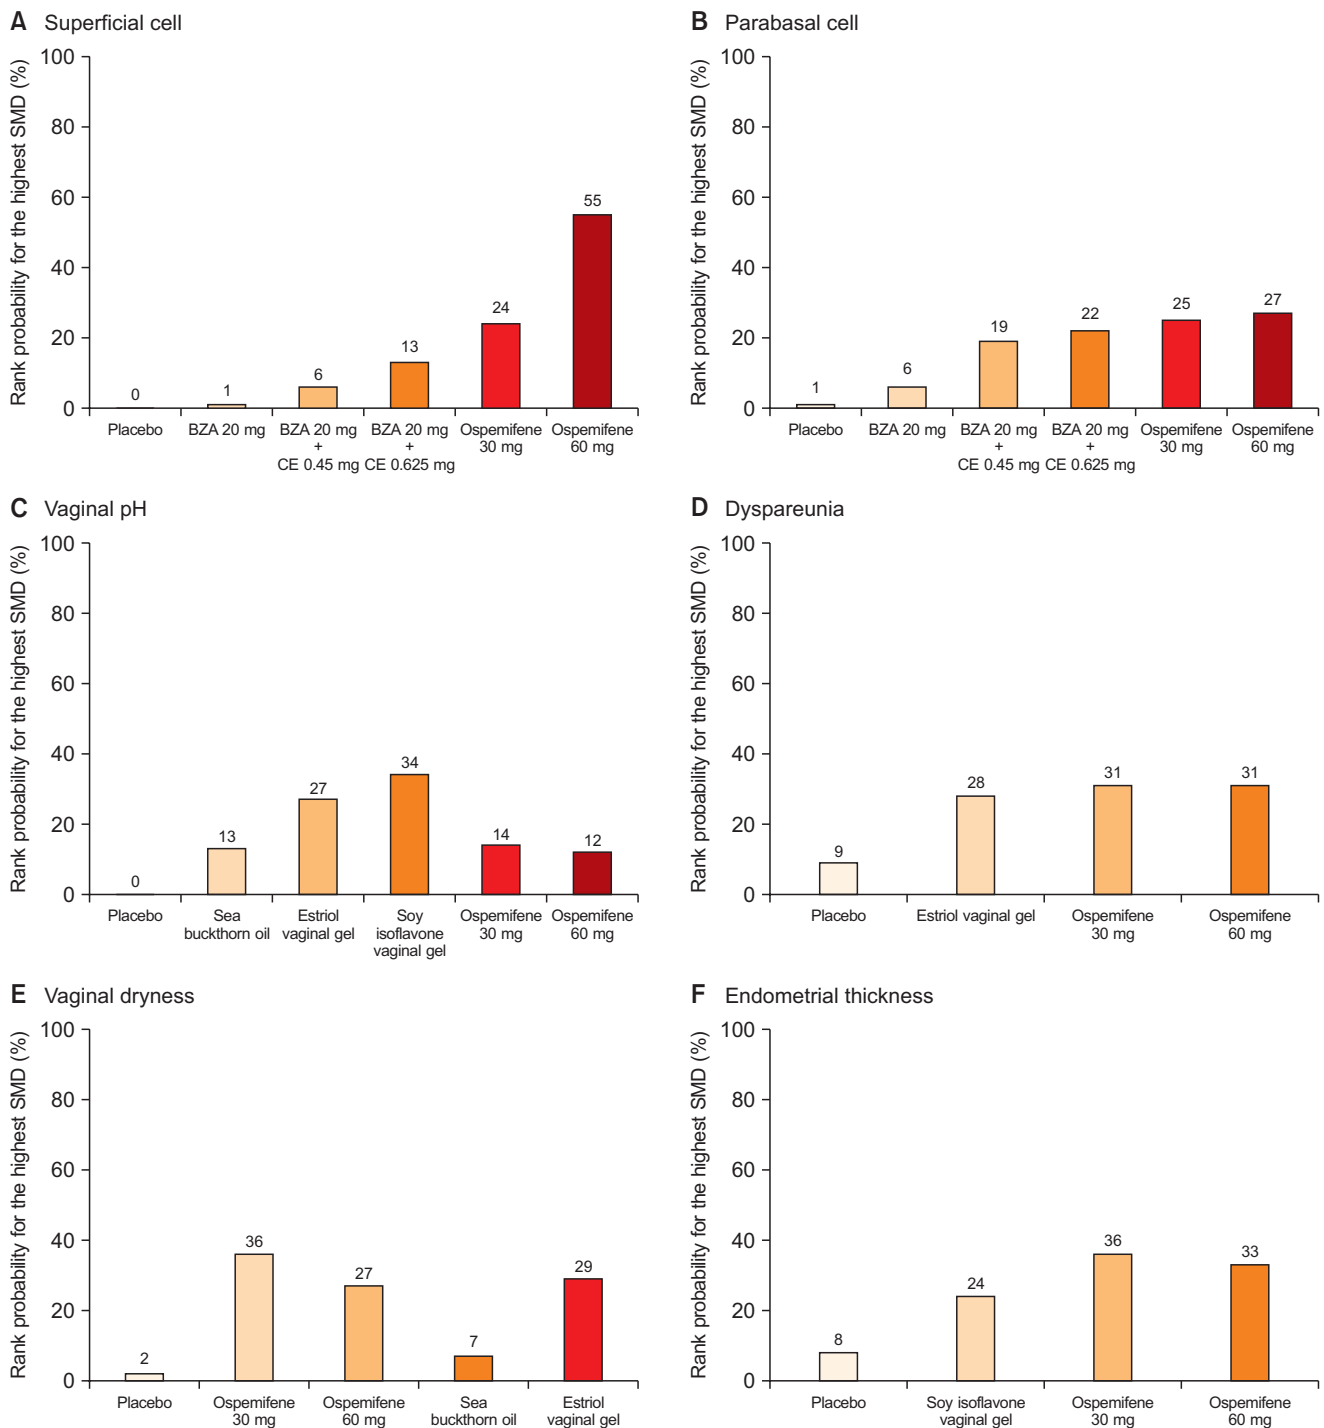 A Superficial cell
Rank probability for the highest SMD (%)
100
80
60
40
20
0
0
1
6
13
24
55
Placebo
BZA 20 mg
BZA 20 mg
+
CE 0.45 mg
BZA 20 mg
+
CE 0.625 mg
Ospemifene
30 mg
Ospemifene
60 mg
B Parabasal cell
Rank probability for the highest SMD (%)
100
80
60
40
20
0
1
6
19
22
25
27
Placebo
BZA 20 mg
BZA 20 mg
+
CE 0.45 mg
BZA 20 mg
+
CE 0.625 mg
Ospemifene
30 mg
Ospemifene
60 mg
C Vaginal pH
Rank probability for the highest SMD (%)
100
80
60
40
20
0
0
13
27
34
14
12
Placebo
Sea
buckthorn oil
Estriol
vaginal gel
Soy
isoflavone
vaginal gel
Ospemifene
30 mg
Ospemifene
60 mg
D Dyspareunia
Rank probability for the highest SMD (%)
100
80
60
40
20
0
9
28
31
31
Placebo
Estriol vaginal gel
Ospemifene
30 mg
Ospemifene
60 mg
E Vaginal dryness
Rank probability for the highest SMD (%)
100
80
60
40
20
0
2
36
27
7
29
Placebo
Ospemifene
30 mg
Ospemifene
60 mg
Sea
buckthorn oil
Estriol
vaginal gel
F Endometrial thickness
Rank probability for the highest SMD (%)
100
80
60
40
20
0
8
24
36
33
Placebo
Soy isoflavone
vaginal gel
Ospemifene
30 mg
Ospemifene
60 mg